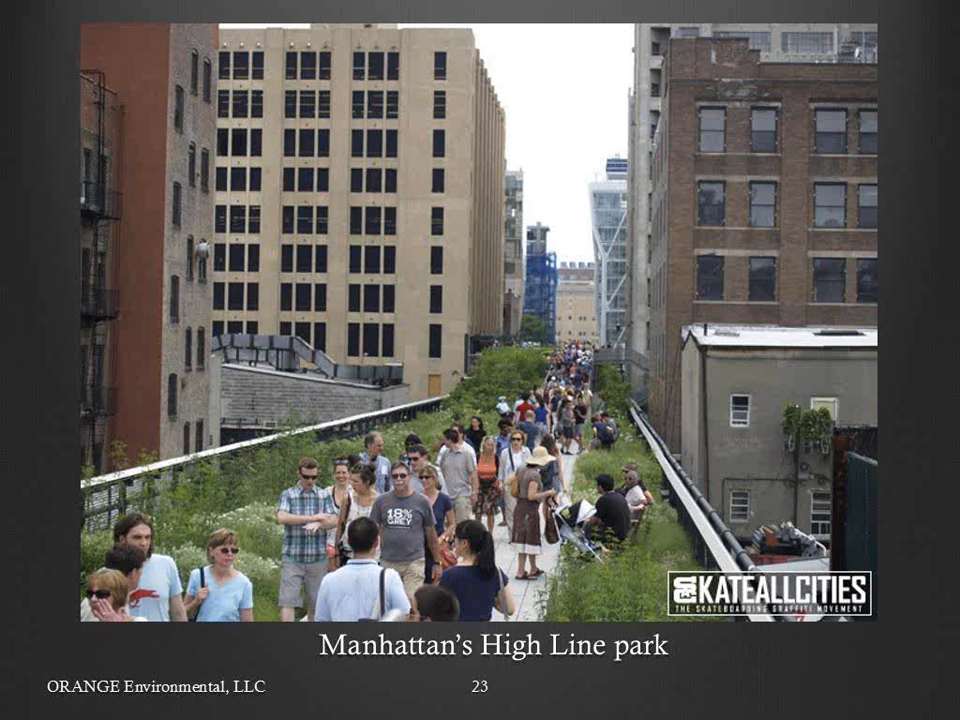 18%
GREY
SKATEALLCITIES
THE SKATEBOARDING GRAFFITI MOVEMENT
Manhattan's High Line park
ORANGE Environmental, LLC
23